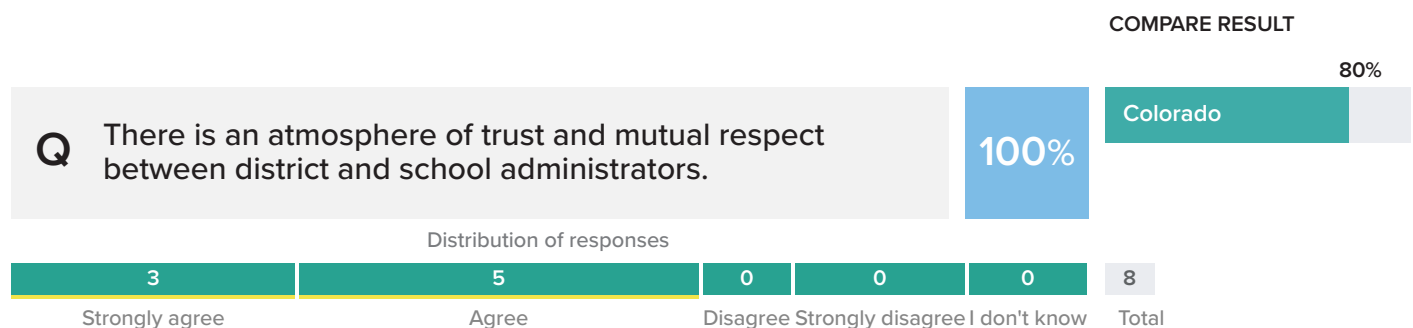 COMPARE RESULT
80%
Q There is an atmosphere of trust and mutual respect
between district and school administrators.
100%
Colorado
Distribution of responses
3 5 0 0 0 8
Strongly agree Agree Disagree Strongly disagree I don't know Total